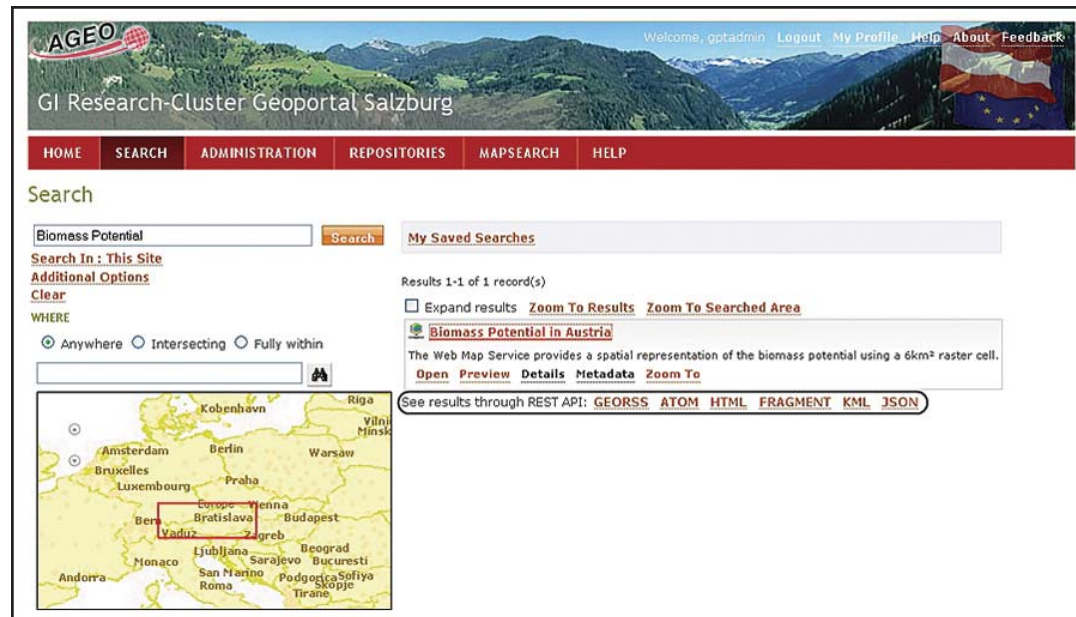 AGEO
Welcome, gptadmin Logout My Profile Help About Feedback
GI Research-Cluster Geoportal Salzburg
HOME SEARCH ADMINISTRATION REPOSITORIES MAPSEARCH HELP
Search
Biomass Potential Search
Search In : This Site
Additional Options
Clear
WHERE
Anywhere Intersecting Fully within
My Saved Searches
Results 1-1 of 1 record(s)
Expand results Zoom To Results Zoom To Searched Area
Biomass Potential in Austria
The Web Map Service provides a spatial representation of the biomass potential using a 6km² raster cell.
Open Preview Details Metadata Zoom To
See results through REST API: GEORSS ATOM HTML FRAGMENT KML JSON
Kobenhavn
Riga
Vilni
Minsk
Amsterdam
Berlin
Warsaw
Bruxelles
Luxembourg
Praha
Europe
Vienna
Bern
Bratislava
Budapest
Vaduz
Zagreb
Ljubljana
Beograd
Monaco
Sarajevo
Bucuresti
Andorra
San Marino
Podgorica
Sofiya
Roma
Skopje
Tirane